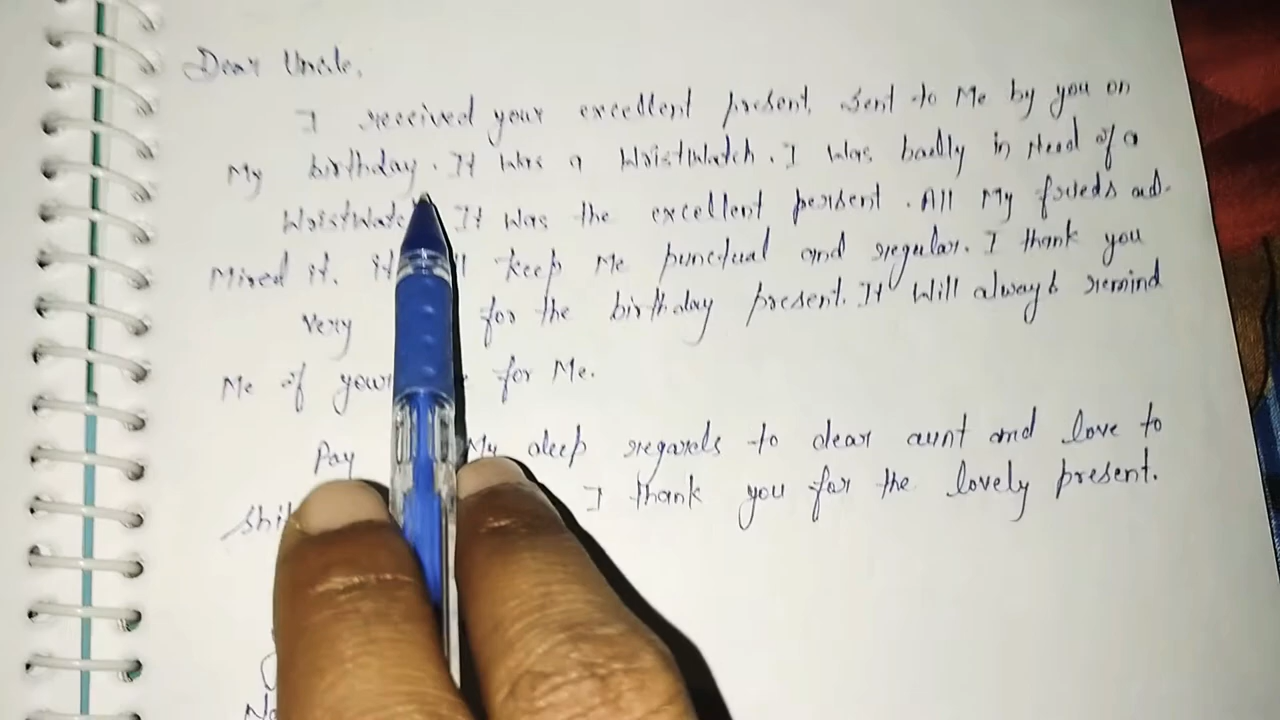 Dear Uncle,
I received your excellent present, sent to Me by you on
My birthday. It Was a WristWatch. I Was badly in Need of a
WristWatch It Was the excellent persent. All My frieds ad-
Mired it. it keep Me punctual and regular. I thank you
Very for the birthday present. It Will always remind
Me of your for Me.
Pay My deep regards to dear aunt and love to
I thank you for the lovely present.